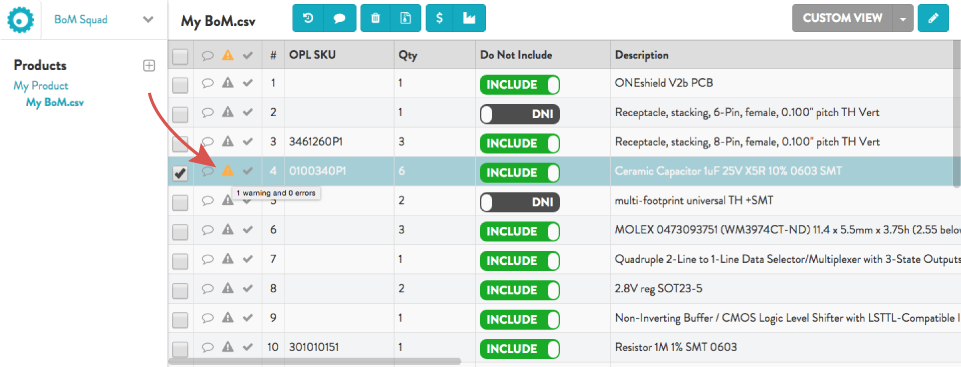 BoM Squad
My BoM.csv
$
CUSTOM VIEW
Products
My Product
My BoM.csv
# OPL SKU Qty Do Not Include Description
1 1 INCLUDE ONEshield V2b PCB
2 1 DNI Receptacle, stacking, 6-Pin, female, 0.100" pitch TH Vert
3 3461260P1 3 INCLUDE Receptacle, stacking, 8-Pin, female, 0.100" pitch TH Vert
4 0100340P1 6 INCLUDE Ceramic Capacitor 1uF 25V X5R 10% 0603 SMT
1 warning and 0 errors
5 2 DNI multi-footprint universal TH +SMT
6 3 INCLUDE MOLEX 0473093751 (WM3974CT-ND) 11.4 x 5.5mm x 3.75h (2.55 below
7 1 INCLUDE Quadruple 2-Line to 1-Line Data Selector/Multiplexer with 3-State Outputs
8 2 INCLUDE 2.8V reg SOT23-5
9 1 INCLUDE Non-Inverting Buffer / CMOS Logic Level Shifter with LSTTL-Compatible I
10 301010151 1 INCLUDE Resistor 1M 1% SMT 0603